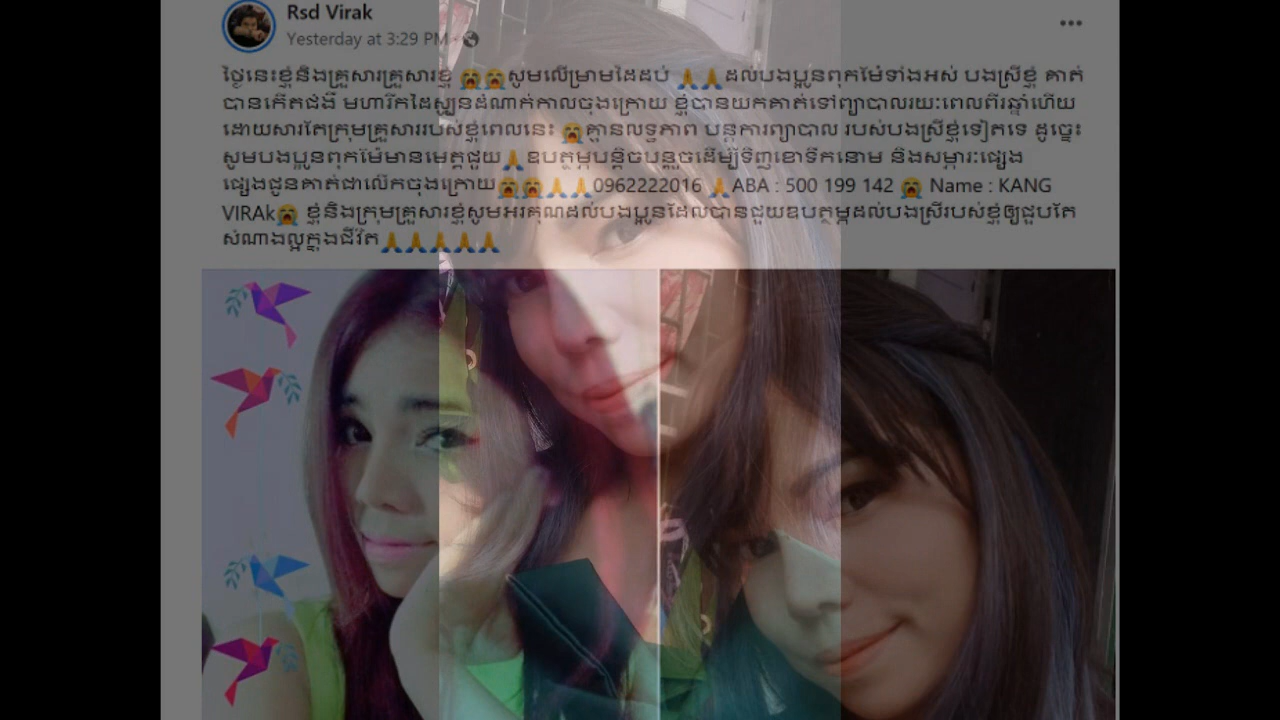 Rsd Virak
Yesterday at 3:29 PM
ថ្ងៃនេះខ្ញុំនិងគ្រួសារគ្រួសារខ្ញុំ 😭😭សូមលើម្រាមដៃដប់ 🙏🙏ដល់បងប្អូនពុកម៉ែទាំងអស់ បងស្រីខ្ញុំ គាត់
បានកើតជំងឺ មហារីកដៃស្បូនដំណាក់កាលចុងក្រោយ ខ្ញុំបានយកគាត់ទៅព្យាបាលរយៈពេលពីរឆ្នាំហើយ
ដោយសារតែក្រុមគ្រួសាររបស់ខ្ញុំពេលនេះ 😭គ្មានលទ្ធភាព បន្តការព្យាបាល របស់បងស្រីខ្ញុំទៀតទេ ដូច្នេះ
សូមបងប្អូនពុកម៉ែមានមេត្តជួយ🙏ឧបត្ថម្ភបន្តិចបន្តួចដើម្បីទិញខោទឹកនោម និងសម្ភារៈផ្សេង
ផ្សេងជូនគាត់ជាលើកចុងក្រោយ😭😭🙏🙏0962222016 🙏ABA : 500 199 142 😭 Name : KANG
VIRAk😭 ខ្ញុំនិងក្រុមគ្រួសារខ្ញុំសូមអរគុណដល់បងប្អូនដែលបានជួយឧបត្ថម្ភដល់បងស្រីរបស់ខ្ញុំឲ្យជួបតែ
សំណាងល្អក្នុងជីវិត🙏🙏🙏🙏🙏